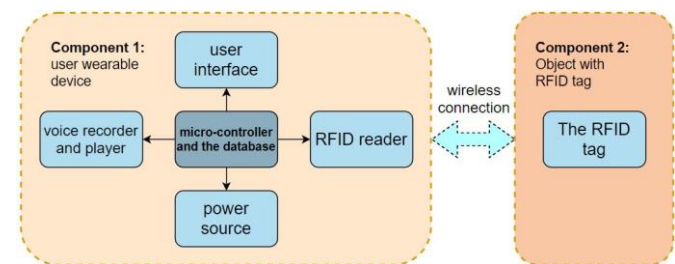 Component 1:
user wearable
device
user
interface
voice recorder
and player
micro-controller
and the database
RFID reader
power
source
wireless
connection
Component 2:
Object with
RFID tag
The RFID
tag